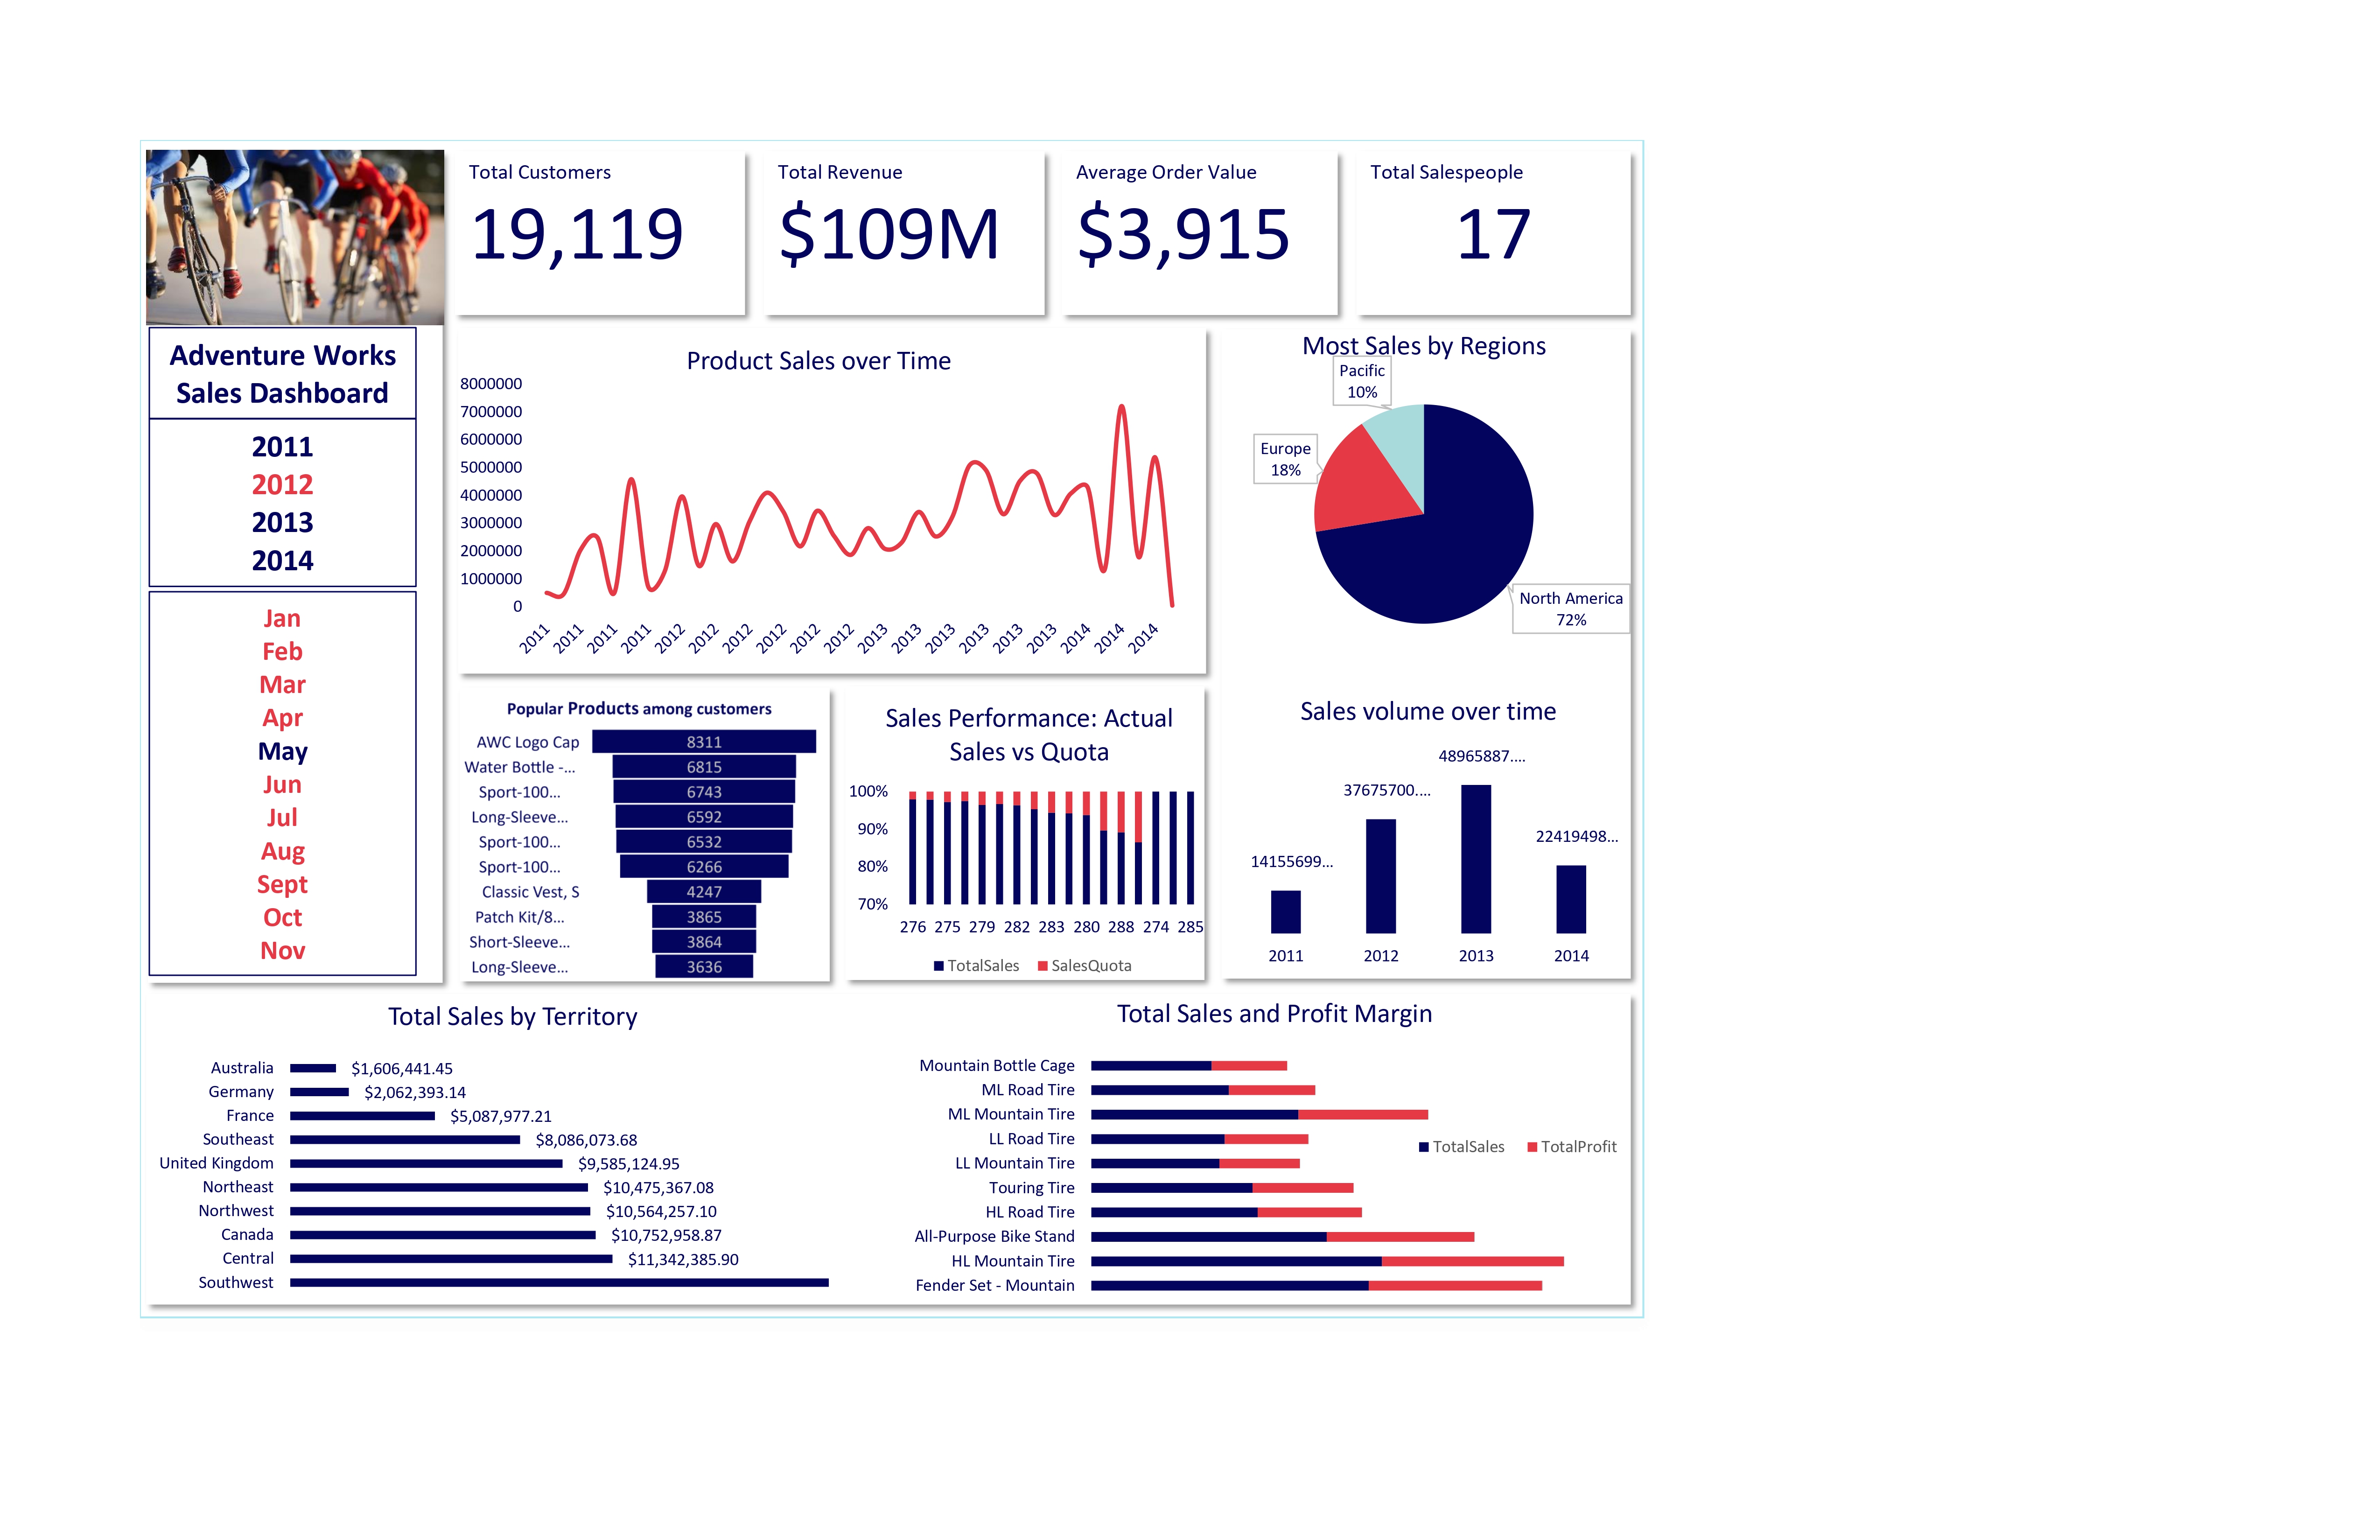 Total Customers
19,119
Total Revenue
$109M
Average Order Value
$3,915
Total Salespeople
17
Adventure Works
Sales Dashboard
2011
2012
2013
2014
Jan
Feb
Mar
Apr
May
Jun
Jul
Aug
Sept
Oct
Nov
Product Sales over Time
8000000
7000000
6000000
5000000
4000000
3000000
2000000
1000000
0
2011 2011 2011 2011 2012 2012 2012 2012 2012 2012 2013 2013 2013 2013 2013 2013 2014 2014 2014
Most Sales by Regions
Pacific
10%
Europe
18%
North America
72%
Popular Products among customers
AWC Logo Cap 8311
Water Bottle -... 6815
Sport-100... 6743
Long-Sleeve... 6592
Sport-100... 6532
Sport-100... 6266
Classic Vest, S 4247
Patch Kit/8... 3865
Short-Sleeve... 3864
Long-Sleeve... 3636
Sales Performance: Actual
Sales vs Quota
100%
90%
80%
70%
276 275 279 282 283 280 288 274 285
TotalSales SalesQuota
Sales volume over time
48965887....
37675700....
22419498...
14155699...
2011 2012 2013 2014
Total Sales by Territory
Australia $1,606,441.45
Germany $2,062,393.14
France $5,087,977.21
Southeast $8,086,073.68
United Kingdom $9,585,124.95
Northeast $10,475,367.08
Northwest $10,564,257.10
Canada $10,752,958.87
Central $11,342,385.90
Southwest
Total Sales and Profit Margin
Mountain Bottle Cage
ML Road Tire
ML Mountain Tire
LL Road Tire
LL Mountain Tire
Touring Tire
HL Road Tire
All-Purpose Bike Stand
HL Mountain Tire
Fender Set - Mountain
TotalSales TotalProfit